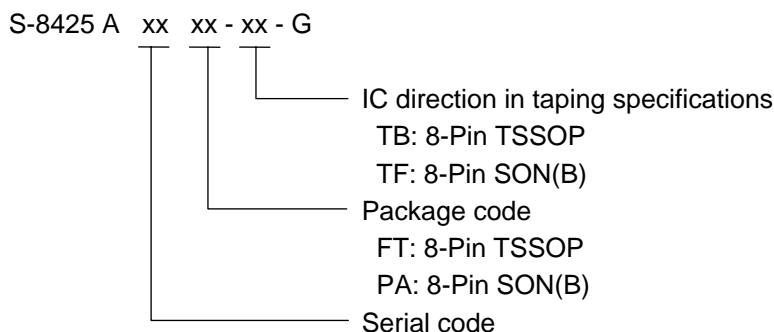 S-8425 A xx xx - xx - G
IC direction in taping specifications
TB: 8-Pin TSSOP
TF: 8-Pin SON(B)
Package code
FT: 8-Pin TSSOP
PA: 8-Pin SON(B)
Serial code